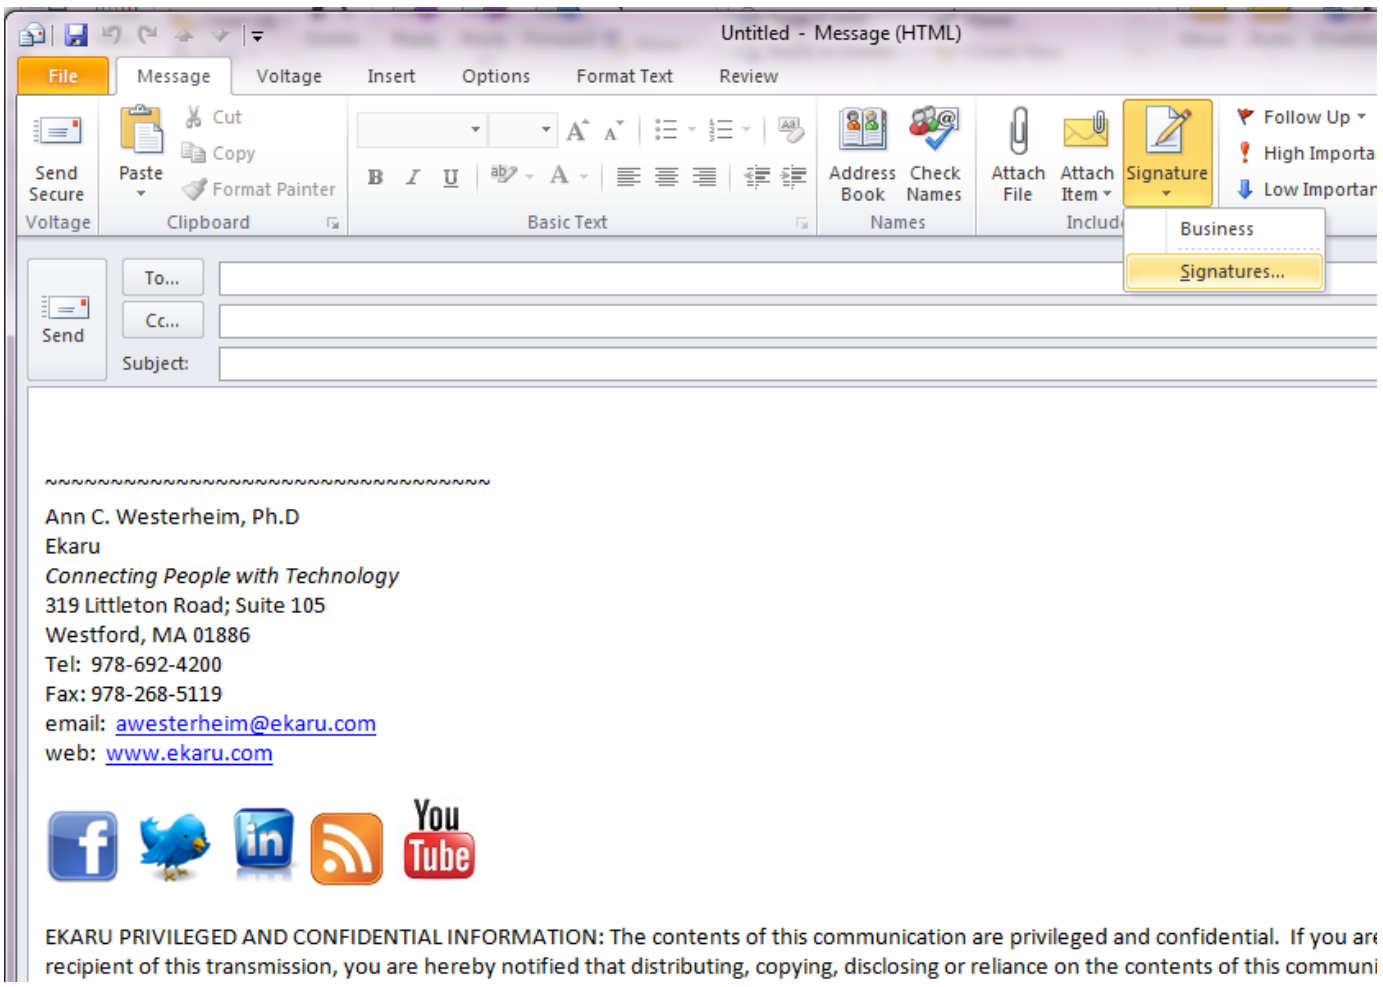 Untitled - Message (HTML)
File Message Voltage Insert Options Format Text Review
Send Secure
Paste
Cut
Copy
Format Painter
B I U
Address Book
Check Names
Attach File
Attach Item
Signature
Follow Up
High Importa
Low Importan
Voltage Clipboard Basic Text Names Includ
Business
Signatures...
Send
To...
Cc...
Subject:
~~~~~~~~~~~~~~~~~~~~~~~~~~~~~~~~~~
Ann C. Westerheim, Ph.D
Ekaru
Connecting People with Technology
319 Littleton Road; Suite 105
Westford, MA 01886
Tel: 978-692-4200
Fax: 978-268-5119
email: awesterheim@ekaru.com
web: www.ekaru.com
f
in
You
Tube
EKARU PRIVILEGED AND CONFIDENTIAL INFORMATION: The contents of this communication are privileged and confidential. If you are
recipient of this transmission, you are hereby notified that distributing, copying, disclosing or reliance on the contents of this communi